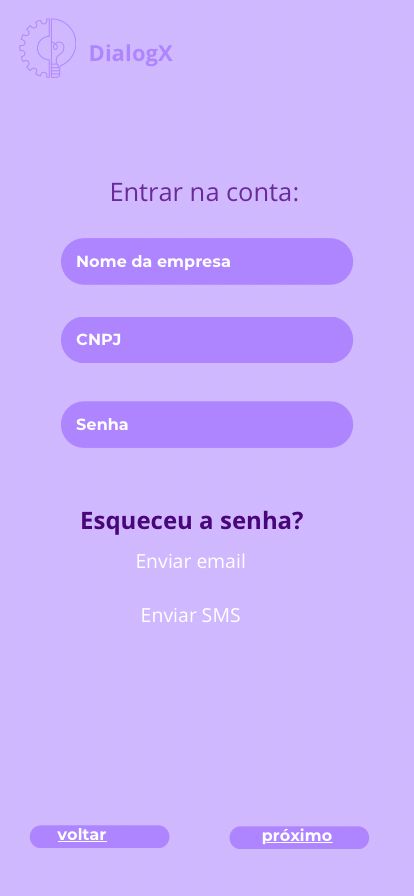 DialogX
Entrar na conta:
Nome da empresa
CNPJ
Senha
Esqueceu a senha?
Enviar email
Enviar SMS
voltar
próximo